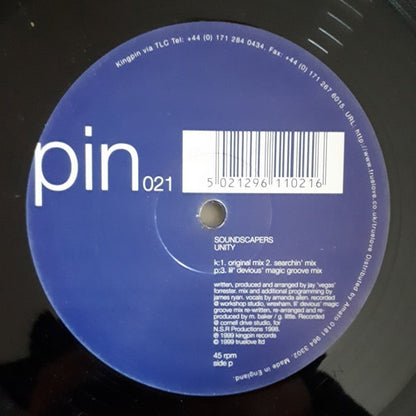 Kingpin via TLC Tel: +44 (0) 171 284 0434. Fax: +44 (0) 171 267 6015. URL: http://www.truelove.co.uk/truelove Distributed by Amato 0181 964 3302. Made in England.
pin 021
5 021296 110216
SOUNDSCAPERS
UNITY
k:1. original mix 2. searchin' mix
p:3. lil' devious' magic groove mix
written, produced and arranged by jay 'vegas'
forrester. mix and additional programming by
james ryan. vocals by amanda allen. recorded
@ workshop studio, wrexham. lil' devious' magic
groove mix re-written, re-arranged and re-
produced by m. baker / g. little. Recorded
@ cornell drive studio, for
N.S.R Productions 1998.
℗ 1999 kingpin records
© 1999 truelove ltd
45 rpm
side p